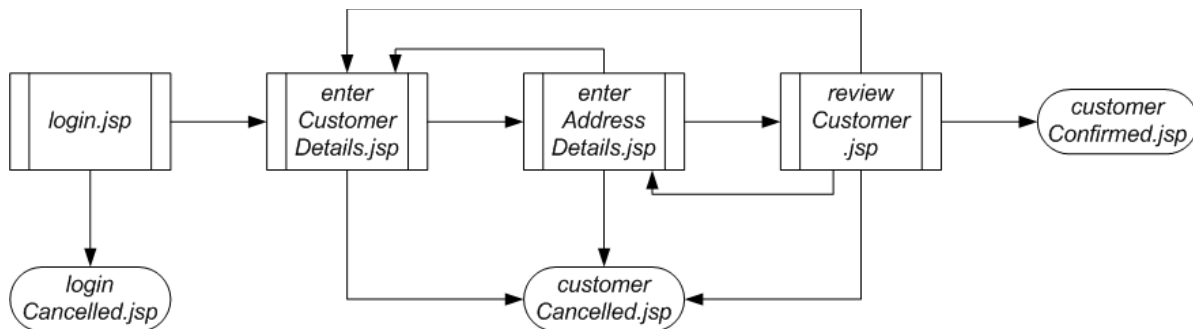 login.jsp
enter
Customer
Details.jsp
enter
Address
Details.jsp
review
Customer
.jsp
customer
Confirmed.jsp
login
Cancelled.jsp
customer
Cancelled.jsp